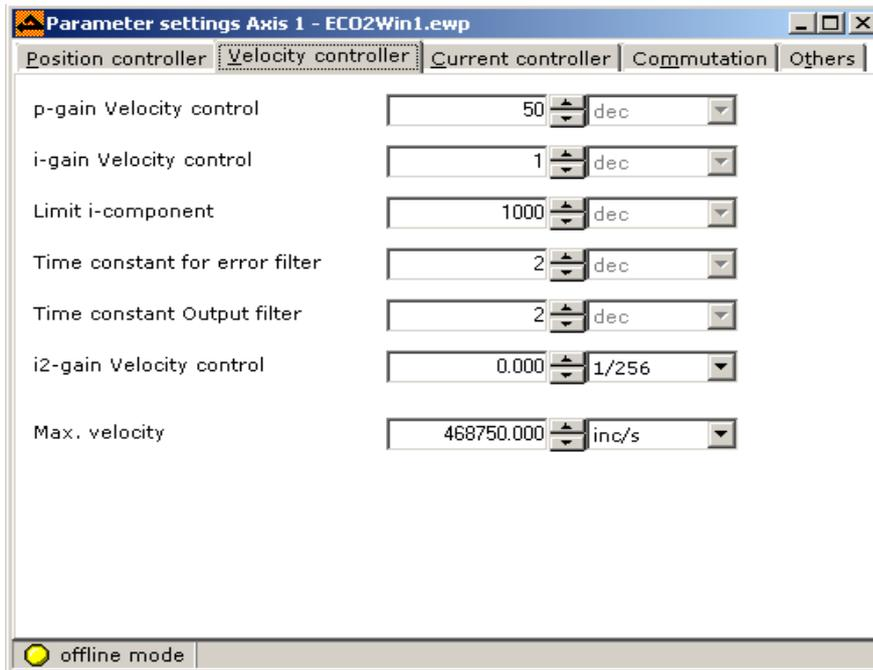 Parameter settings Axis 1 - ECO2Win1.ewp
Position controller Velocity controller Current controller Commutation Others
p-gain Velocity control 50 dec
i-gain Velocity control 1 dec
Limit i-component 1000 dec
Time constant for error filter 2 dec
Time constant Output filter 2 dec
i2-gain Velocity control 0.000 1/256
Max. velocity 468750.000 inc/s
offline mode